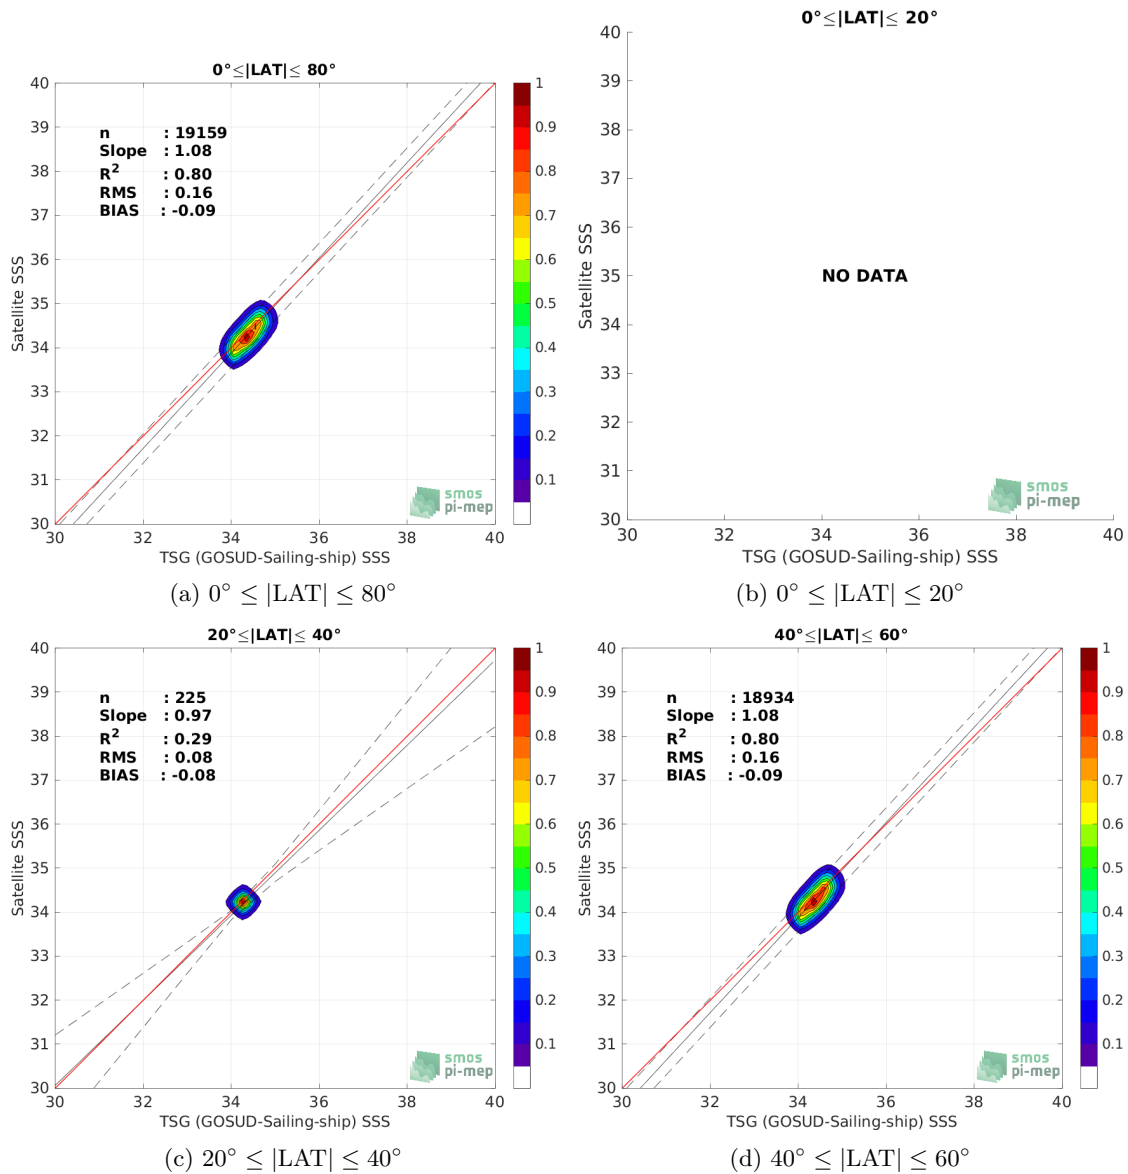 0°≤|LAT|≤ 80°
40
39
38
37
36
35
34
33
32
31
30
Satellite SSS
n : 19159
Slope : 1.08
R² : 0.80
RMS : 0.16
BIAS : -0.09
smos
pi-mep
30 32 34 36 38 40
TSG (GOSUD-Sailing-ship) SSS
1
0.9
0.8
0.7
0.6
0.5
0.4
0.3
0.2
0.1
(a) 0° ≤ |LAT| ≤ 80°
0°≤|LAT|≤ 20°
40
39
38
37
36
35
34
33
32
31
30
Satellite SSS
NO DATA
smos
pi-mep
30 32 34 36 38 40
TSG (GOSUD-Sailing-ship) SSS
(b) 0° ≤ |LAT| ≤ 20°
20°≤|LAT|≤ 40°
40
39
38
37
36
35
34
33
32
31
30
Satellite SSS
n : 225
Slope : 0.97
R² : 0.29
RMS : 0.08
BIAS : -0.08
smos
pi-mep
30 32 34 36 38 40
TSG (GOSUD-Sailing-ship) SSS
1
0.9
0.8
0.7
0.6
0.5
0.4
0.3
0.2
0.1
(c) 20° ≤ |LAT| ≤ 40°
40°≤|LAT|≤ 60°
40
39
38
37
36
35
34
33
32
31
30
Satellite SSS
n : 18934
Slope : 1.08
R² : 0.80
RMS : 0.16
BIAS : -0.09
smos
pi-mep
30 32 34 36 38 40
TSG (GOSUD-Sailing-ship) SSS
1
0.9
0.8
0.7
0.6
0.5
0.4
0.3
0.2
0.1
(d) 40° ≤ |LAT| ≤ 60°